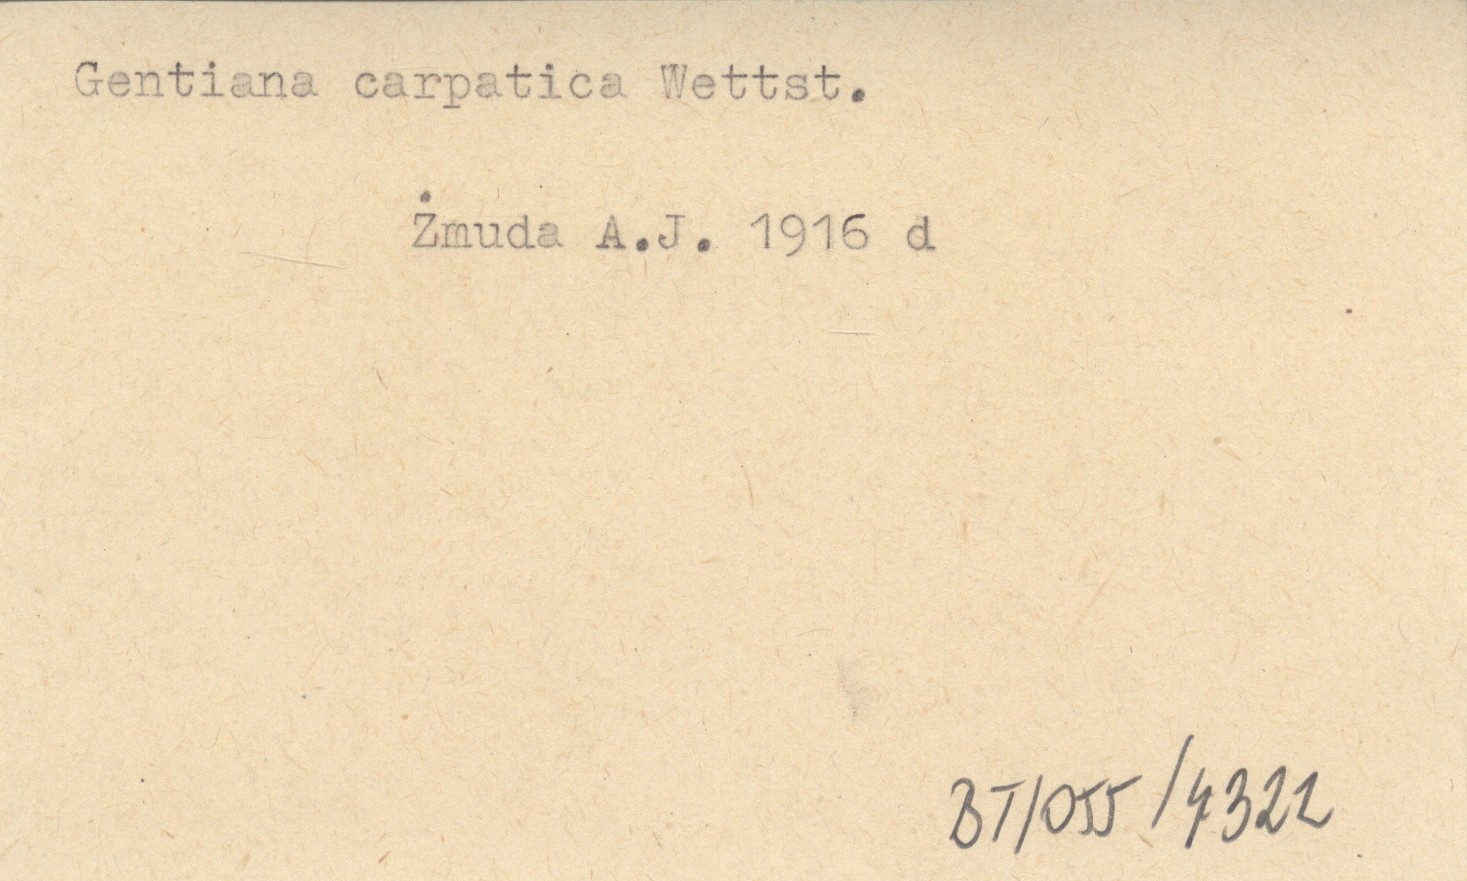 Gentiana carpatica Wettst.
Żmuda A.J. 1916 d
BT/055/4322